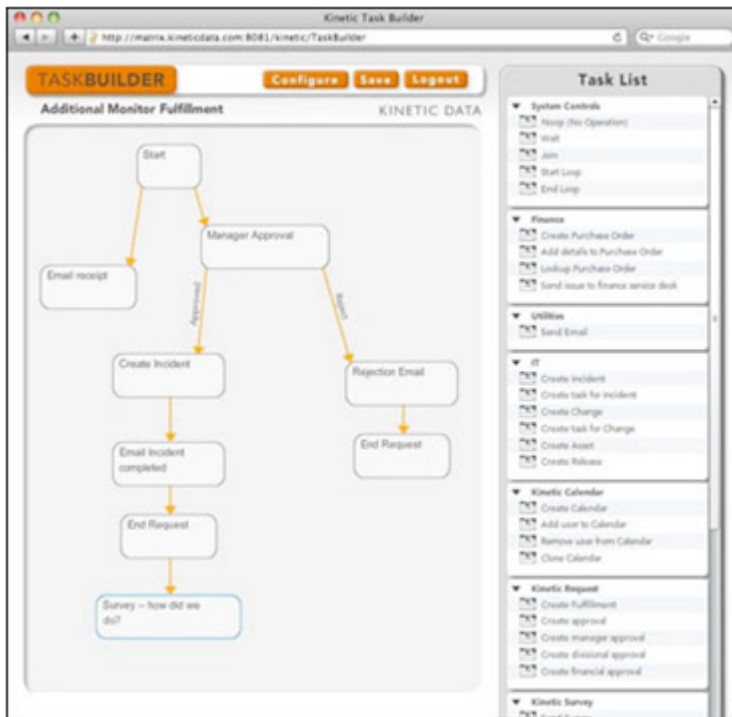 Kinetic Task Builder
http://matrix.kineticdata.com:8081/kinetic/TaskBuilder
Google
TASKBUILDER
Configure
Save
Logout
Additional Monitor Fulfillment
KINETIC DATA
Start
Manager Approval
Email receipt
Approved
Reject
Create Incident
Rejection Email
Email Incident
completed
End Request
End Request
Survey – how did we
do?
Task List
System Controls
Noop (No Operation)
Wait
Join
Start Loop
End Loop
Finance
Create Purchase Order
Add details to Purchase Order
Lookup Purchase Order
Send issue to finance service desk
Utilities
Send Email
IT
Create Incident
Create task for Incident
Create Change
Create task for Change
Create Asset
Create Release
Kinetic Calendar
Create Calendar
Add user to Calendar
Remove user from Calendar
Clone Calendar
Kinetic Request
Create Fulfillment
Create approval
Create manager approval
Create divisional approval
Create financial approval
Kinetic Survey
Send Survey